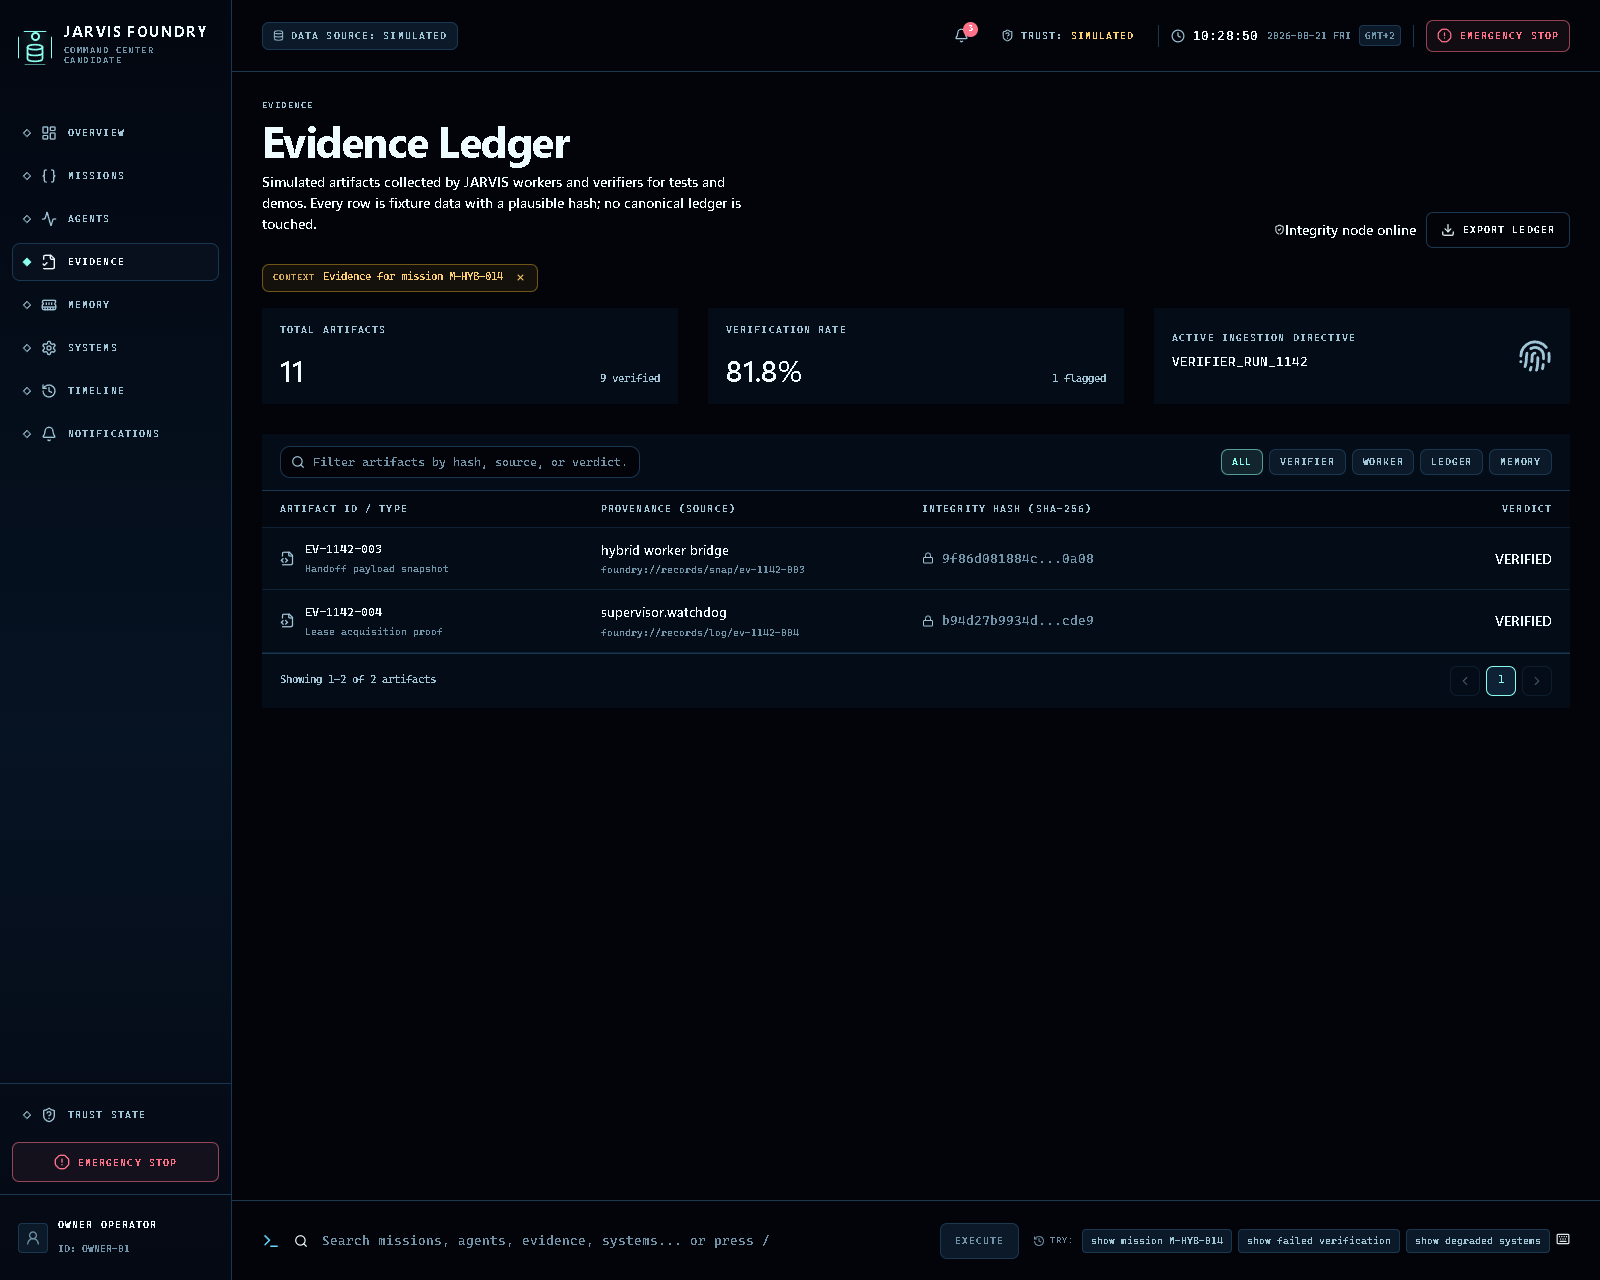 JARVIS FOUNDRY
COMMAND CENTER
CANDIDATE
OVERVIEW
MISSIONS
AGENTS
EVIDENCE
MEMORY
SYSTEMS
TIMELINE
NOTIFICATIONS
TRUST STATE
EMERGENCY STOP
OWNER OPERATOR
ID: OWNER-01
DATA SOURCE: SIMULATED
3
TRUST: SIMULATED
10:28:50 2026-08-21 FRI GMT+2
EMERGENCY STOP
EVIDENCE
Evidence Ledger
Simulated artifacts collected by JARVIS workers and verifiers for tests and
demos. Every row is fixture data with a plausible hash; no canonical ledger is
touched.
Integrity node online
EXPORT LEDGER
CONTEXT Evidence for mission M-HYB-014 ×
TOTAL ARTIFACTS
11
9 verified
VERIFICATION RATE
81.8%
1 flagged
ACTIVE INGESTION DIRECTIVE
VERIFIER_RUN_1142
Filter artifacts by hash, source, or verdict.
ALL VERIFIER WORKER LEDGER MEMORY
ARTIFACT ID / TYPE PROVENANCE (SOURCE) INTEGRITY HASH (SHA-256) VERDICT
EV-1142-003
Handoff payload snapshot
hybrid worker bridge
foundry://records/snap/ev-1142-003
9f86d081884c...0a08
VERIFIED
EV-1142-004
Lease acquisition proof
supervisor.watchdog
foundry://records/log/ev-1142-004
b94d27b9934d...cde9
VERIFIED
Showing 1-2 of 2 artifacts
1
Search missions, agents, evidence, systems... or press /
EXECUTE
TRY:
show mission M-HYB-014
show failed verification
show degraded systems